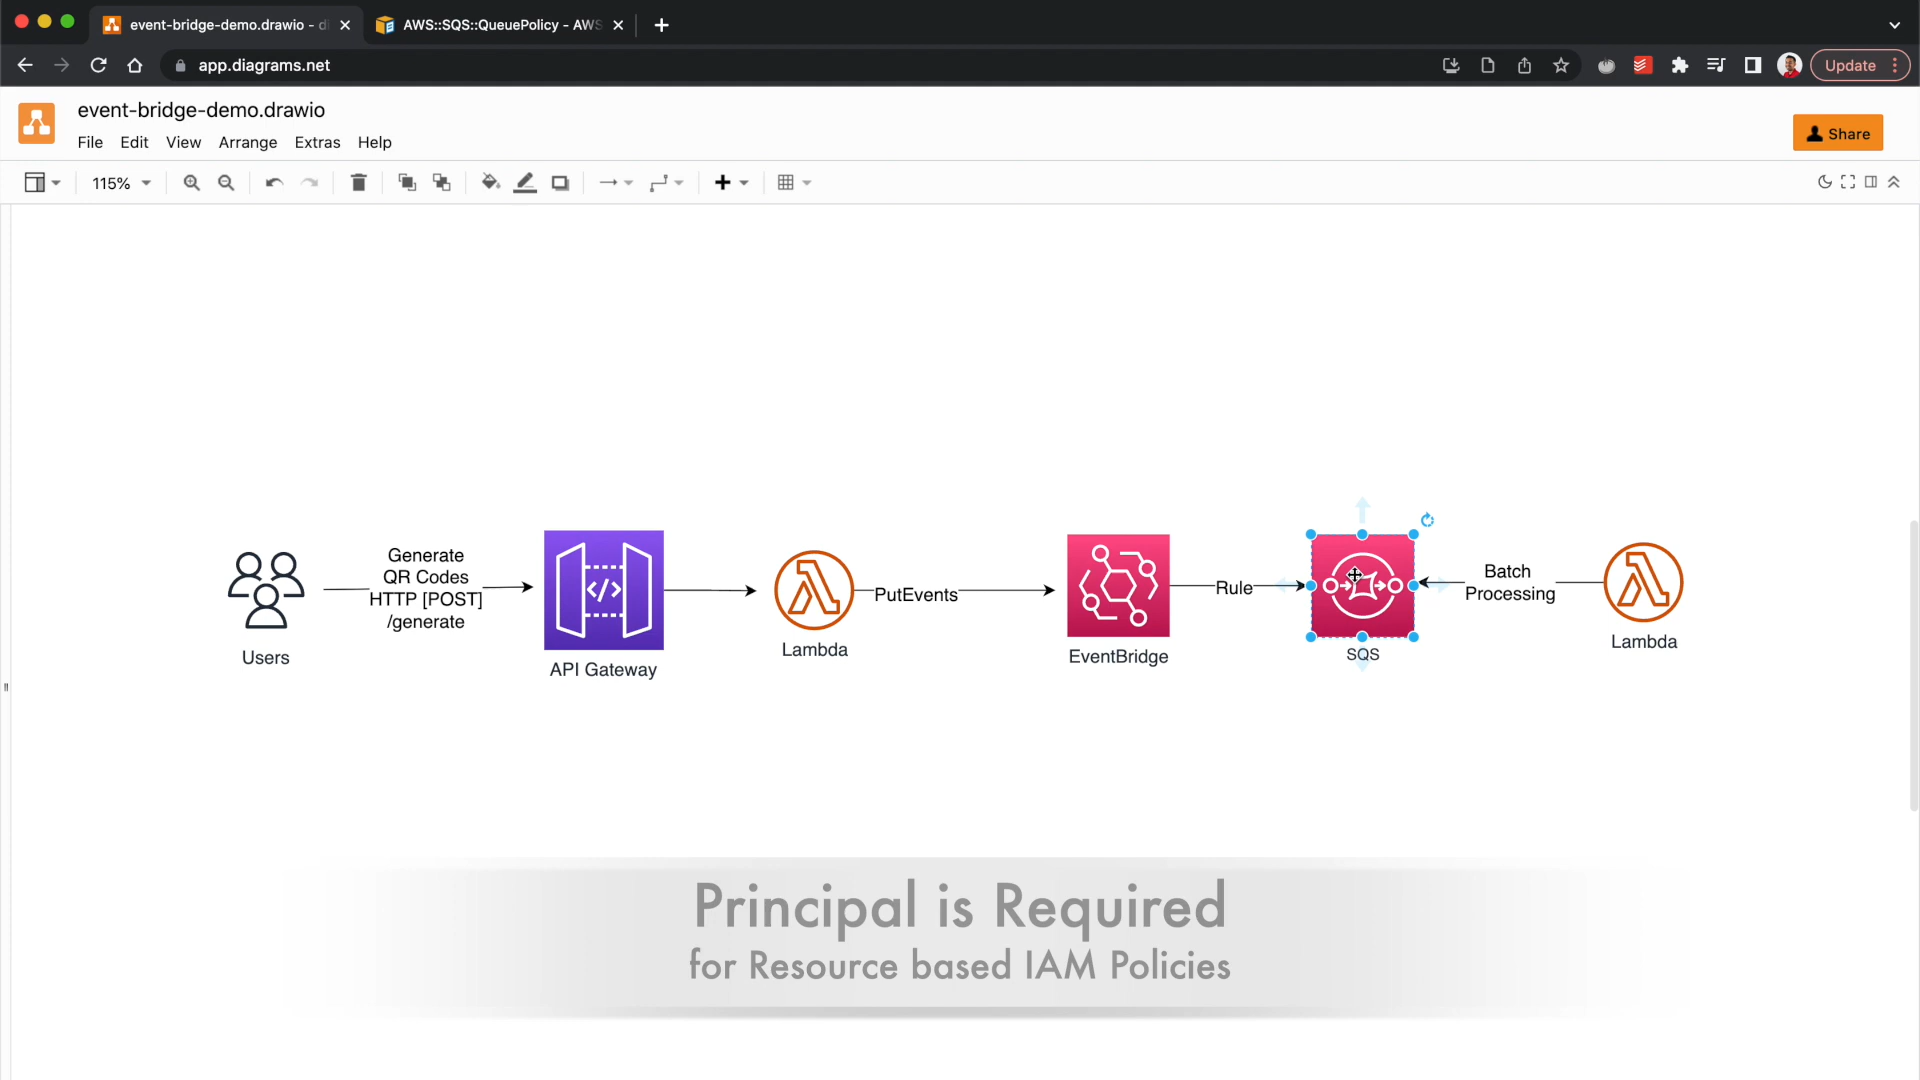 event-bridge-demo.drawio - d
AWS::SQS::QueuePolicy - AWS
app.diagrams.net
Update
event-bridge-demo.drawio
File Edit View Arrange Extras Help
Share
115%
Generate
QR Codes
HTTP [POST]
/generate
Users
API Gateway
Lambda
PutEvents
EventBridge
Rule
SQS
Batch
Processing
Lambda
Principal is Required
for Resource based IAM Policies